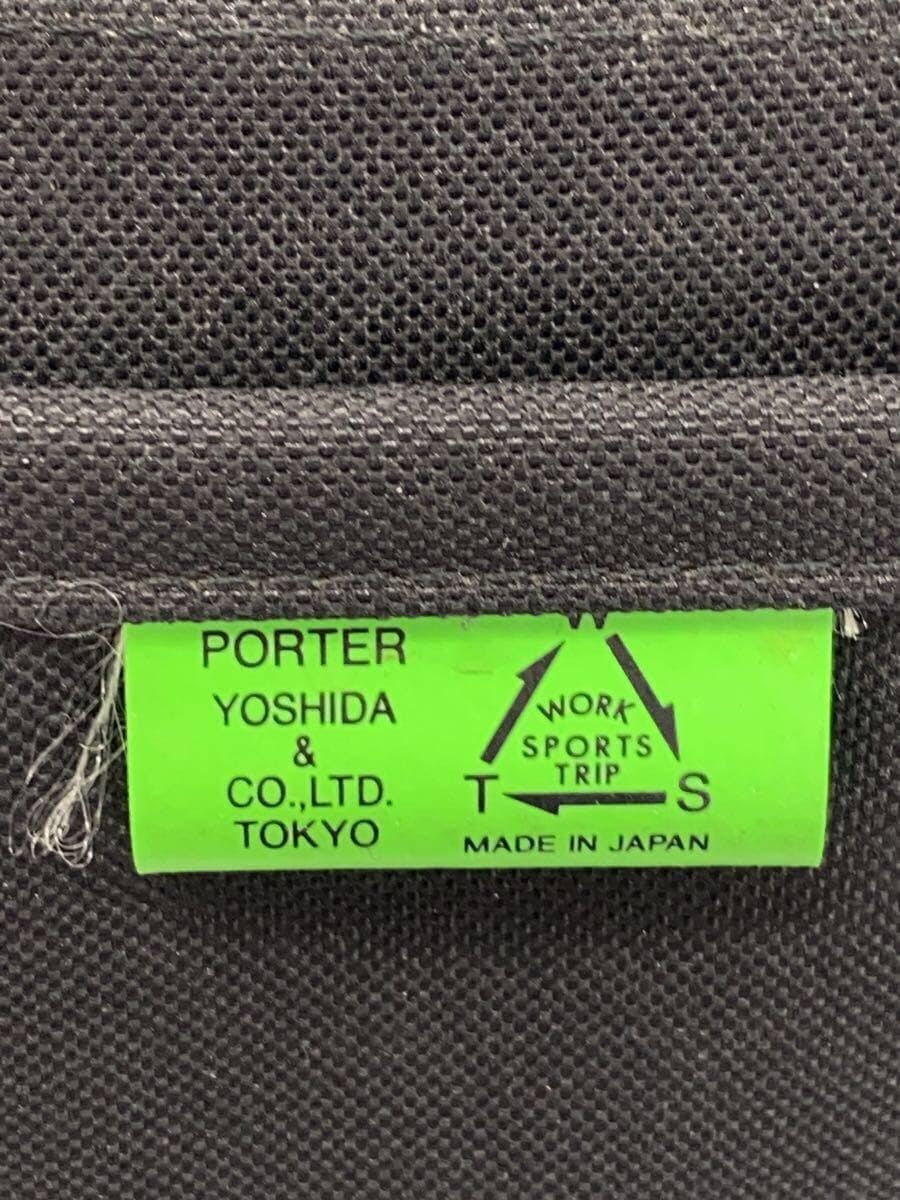 PORTER
YOSHIDA
&
CO.,LTD.
TOKYO
WORK
SPORTS
TRIP
T S
MADE IN JAPAN